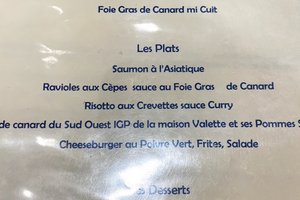 Foie Gras de Canard mi Cuit
Les Plats
Saumon à l'Asiatique
Ravioles aux Cèpes sauce au Foie Gras de Canard
Risotto aux Crevettes sauce Curry
de canard du Sud Ouest IGP de la maison Valette et ses Pommes
Cheeseburger au Poivre Vert, Frites, Salade
Desserts